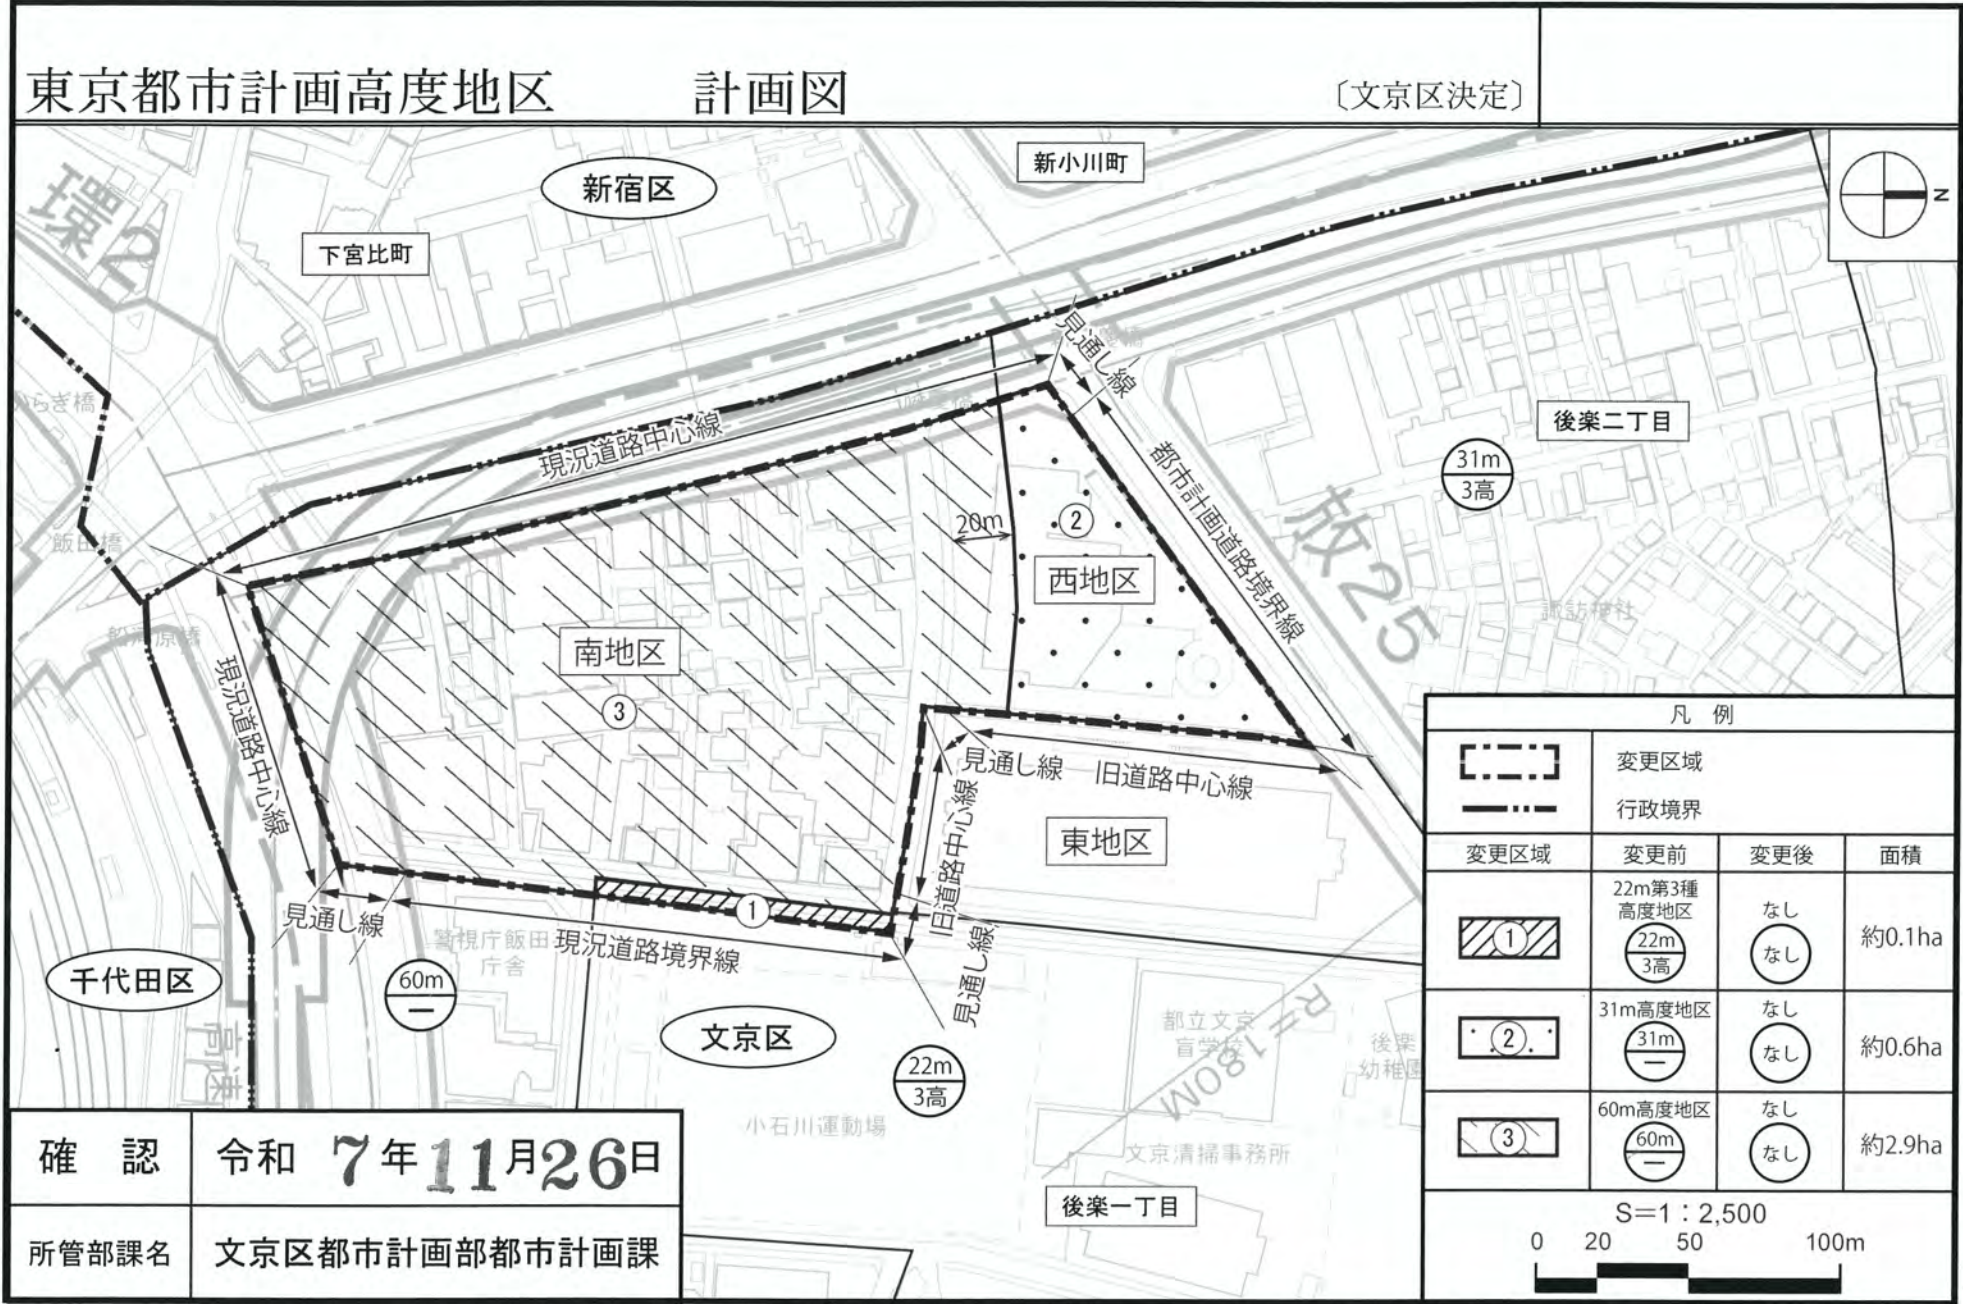 東京都市計画高度地区　　計画図
〔文京区決定〕
環2
新宿区
新小川町
N
下宮比町
見通し線
後楽二丁目
飯田橋
現況道路中心線
31m
3高
都市計画道路境界線
放25
20m
②
西地区
諏訪神社
南地区
③
現況道路中心線
見通し線
旧道路中心線
旧道路中心線
東地区
①
見通し線
現況道路境界線
見通し線
千代田区
60m
—
文京区
22m
3高
高速
都立文京
盲学校
R=180M
後楽
幼稚園
小石川運動場
文京清掃事務所
後楽一丁目
凡例
変更区域
行政境界
変更区域 変更前 変更後 面積
① 22m第3種
高度地区
22m
3高
なし
なし
約0.1ha
② 31m高度地区
31m
—
なし
なし
約0.6ha
③ 60m高度地区
60m
—
なし
なし
約2.9ha
S=1：2,500
0 20 50 100m
確認 令和 7年11月26日
所管部課名 文京区都市計画部都市計画課